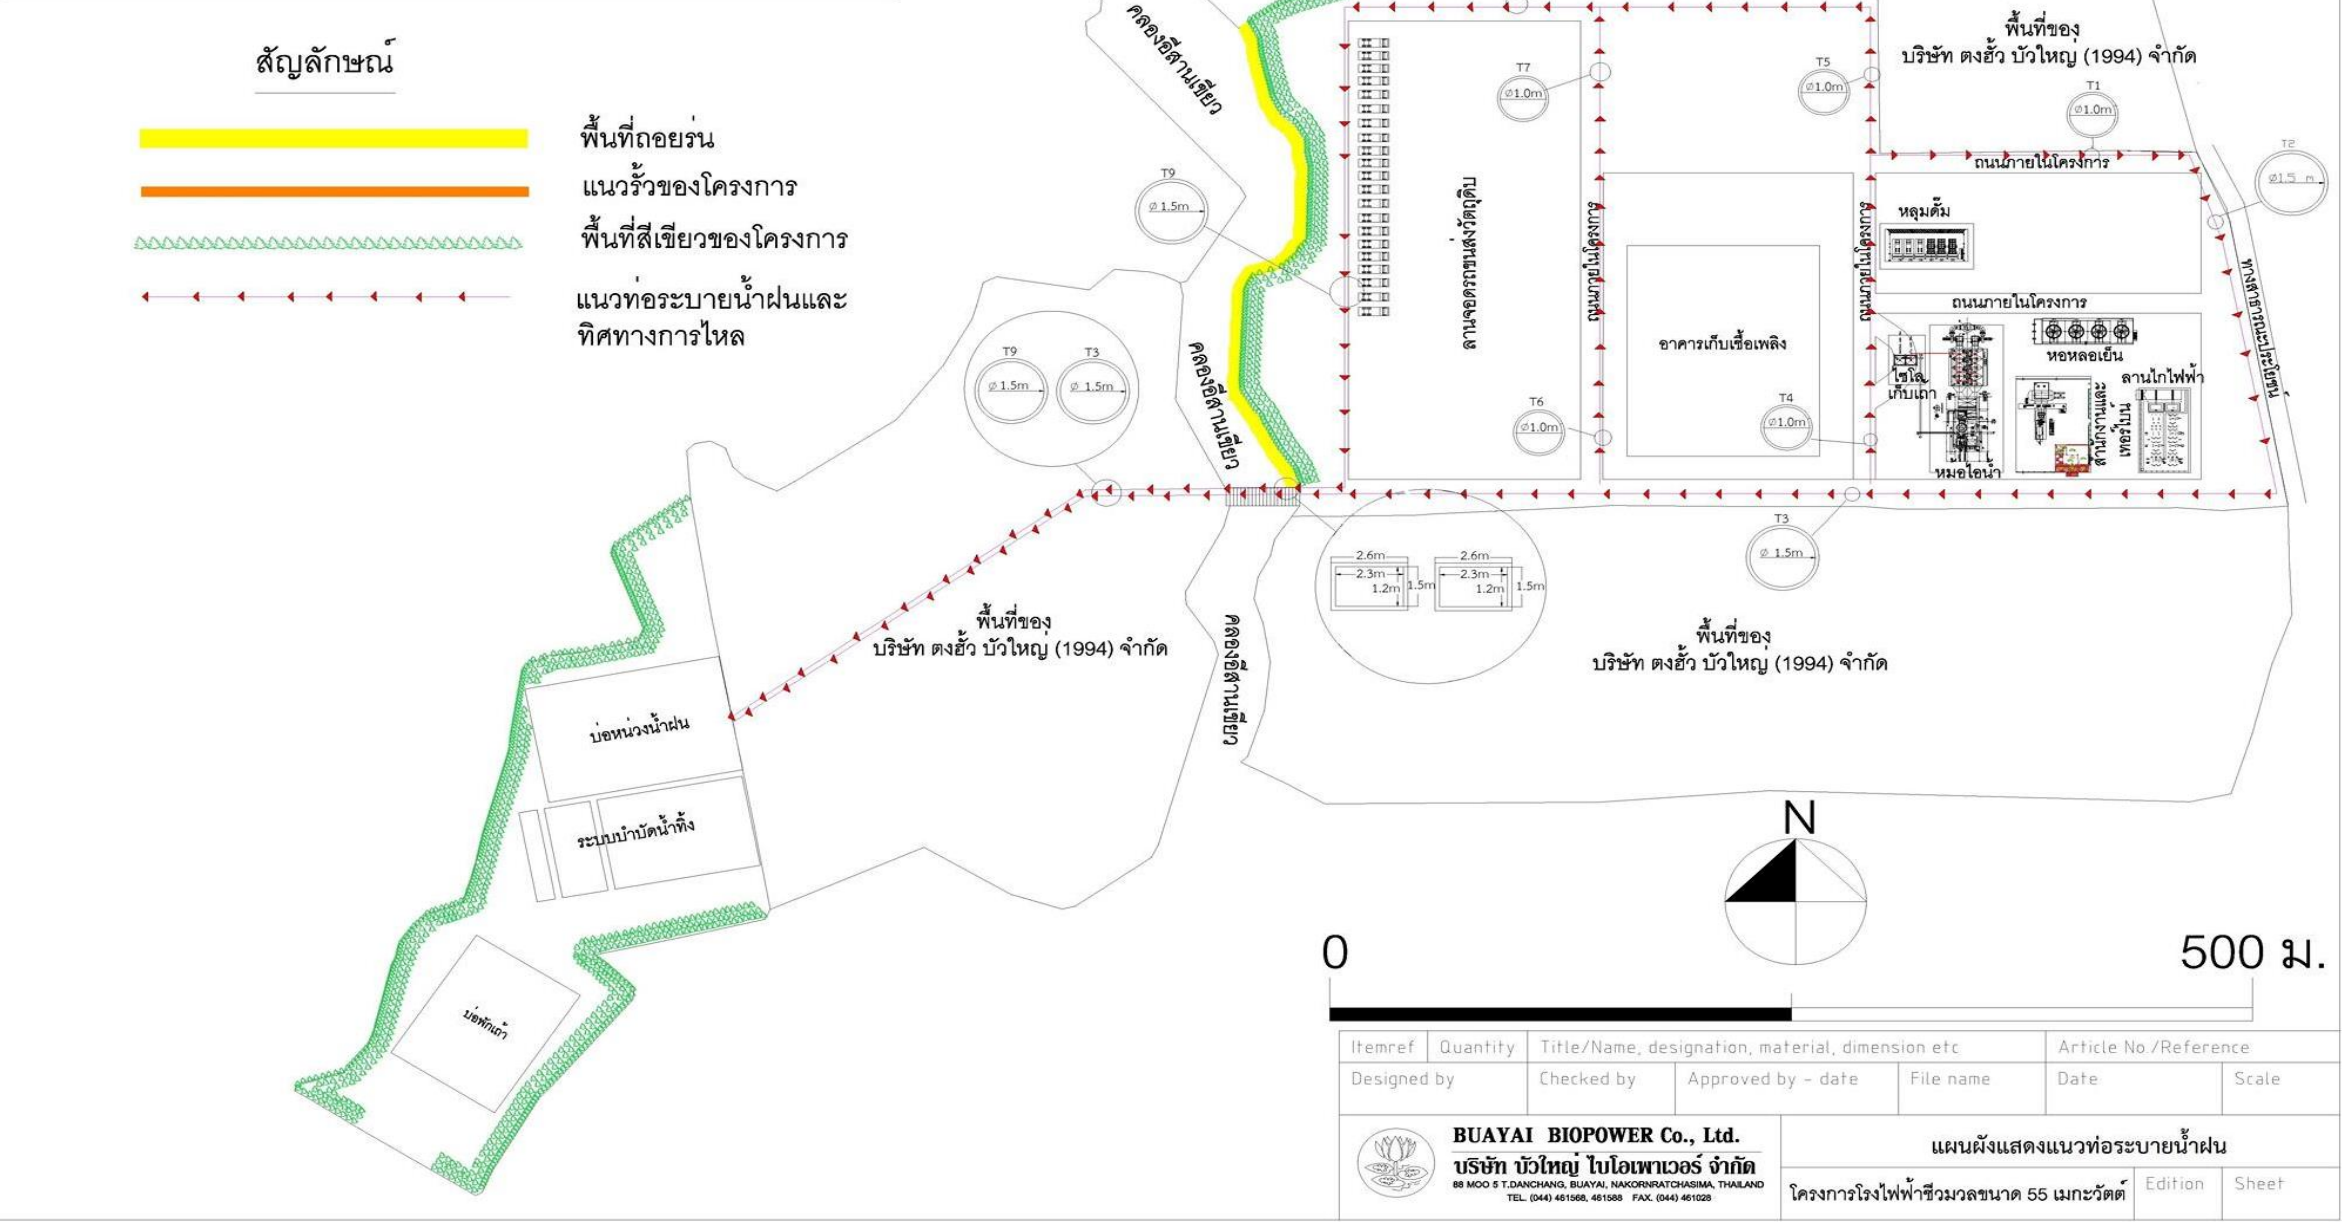 สัญลักษณ์
พื้นที่ถอยร่น
แนวรั้วของโครงการ
พื้นที่สีเขียวของโครงการ
แนวท่อระบายน้ำฝนและ
ทิศทางการไหล
คลองอีสานเขียว
พื้นที่ของ
บริษัท ตงฮั้ว บัวใหญ่ (1994) จำกัด
T7
Ø1.0m
T5
Ø1.0m
T1
Ø1.0m
T2
Ø1.5 m
T9
Ø 1.5m
ถนนภายในโครงการ
ลานจอดรถขนส่งวัตถุดิบ
ถนนภายในโครงการ
ถนนภายในโครงการ
หลุมดั๊ม
ถนนภายในโครงการ
ทางสาธารณะประโยชน์
อาคารเก็บเชื้อเพลิง
หอหล่อเย็น
ไซโล
เก็บเถ้า
ลานไกไฟฟ้า
สำนักงานและ
เทอร์ไบน์
หม้อไอน้ำ
T9
Ø 1.5m
T3
Ø 1.5m
คลองอีสานเขียว
T6
Ø1.0m
T4
Ø1.0m
T3
Ø 1.5m
2.6m
2.3m
1.2m
1.5m
2.6m
2.3m
1.2m
1.5m
พื้นที่ของ
บริษัท ตงฮั้ว บัวใหญ่ (1994) จำกัด
คลองอีสานเขียว
พื้นที่ของ
บริษัท ตงฮั้ว บัวใหญ่ (1994) จำกัด
บ่อหน่วงน้ำฝน
ระบบบำบัดน้ำทิ้ง
บ่อพักเถ้า
N
0
500 ม.
Itemref Quantity Title/Name, designation, material, dimension etc Article No./Reference
Designed by Checked by Approved by - date File name Date Scale
BUAYAI BIOPOWER Co., Ltd.
บริษัท บัวใหญ่ ไบโอเพาเวอร์ จำกัด
88 MOO 5 T.DANCHANG, BUAYAI, NAKORNRATCHASIMA, THAILAND
TEL. (044) 461568, 461588 FAX. (044) 461028
แผนผังแสดงแนวท่อระบายน้ำฝน
โครงการโรงไฟฟ้าชีวมวลขนาด 55 เมกะวัตต์
Edition Sheet